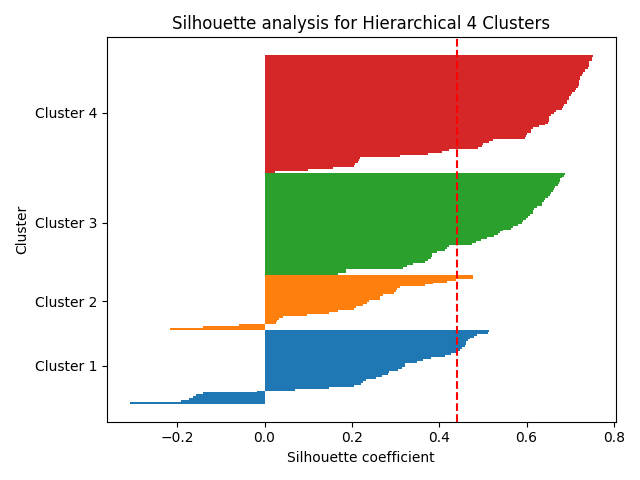 Silhouette analysis for Hierarchical 4 Clusters
Cluster 4
Cluster 3
Cluster 2
Cluster 1
Cluster
−0.2 0.0 0.2 0.4 0.6 0.8
Silhouette coefficient